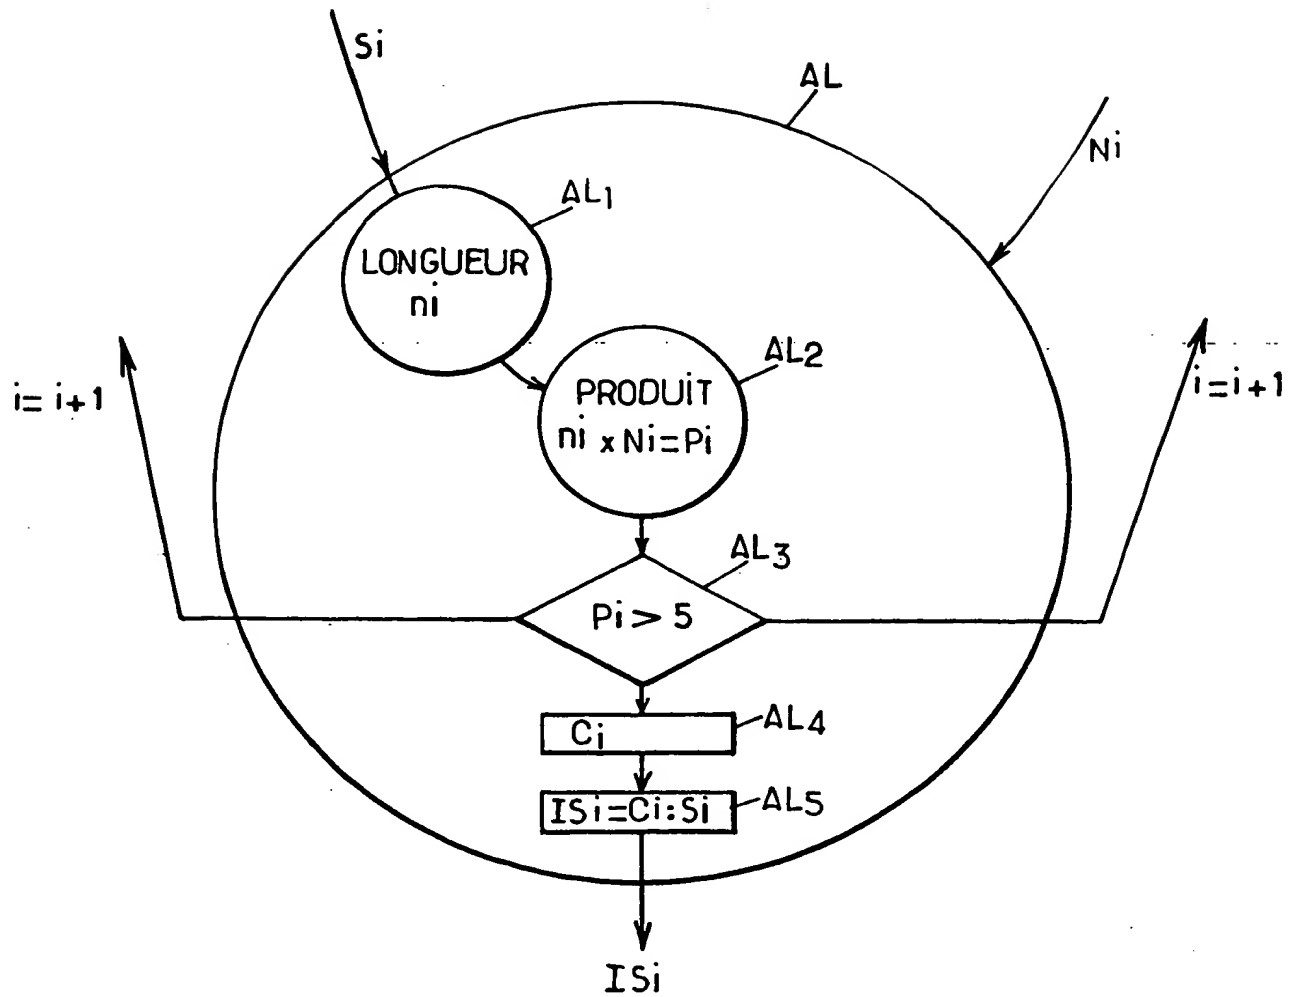 Si
AL
Ni
AL1
LONGUEUR
ni
AL2
PRODUiT
ni x Ni=Pi
i= i+1
i=i+1
AL3
Pi > 5
AL4
Ci
AL5
ISi=Ci:Si
ISi